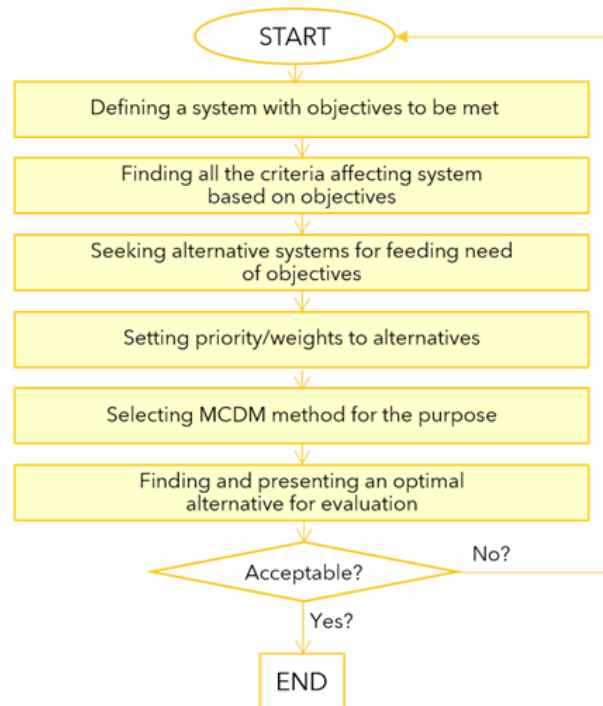 START
Defining a system with objectives to be met
Finding all the criteria affecting system
based on objectives
Seeking alternative systems for feeding need
of objectives
Setting priority/weights to alternatives
Selecting MCDM method for the purpose
Finding and presenting an optimal
alternative for evaluation
Acceptable?
No?
Yes?
END